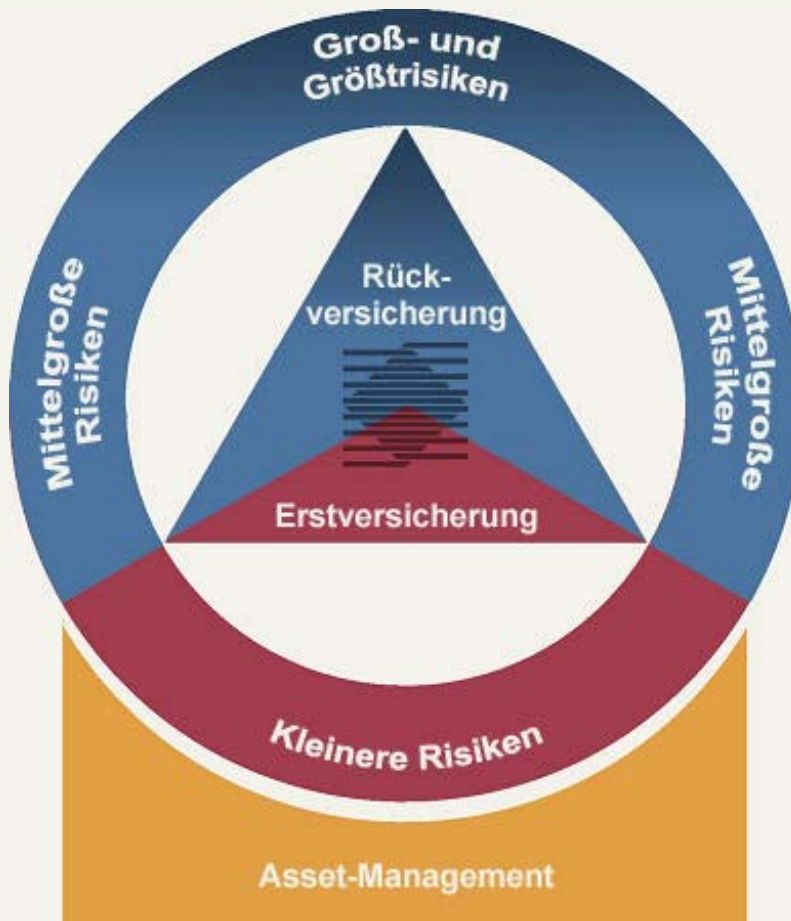 Groß- und
Größtrisiken
Mittelgroße
Risiken
Mittelgroße
Risiken
Rück-
versicherung
Erstversicherung
Kleinere Risiken
Asset-Management